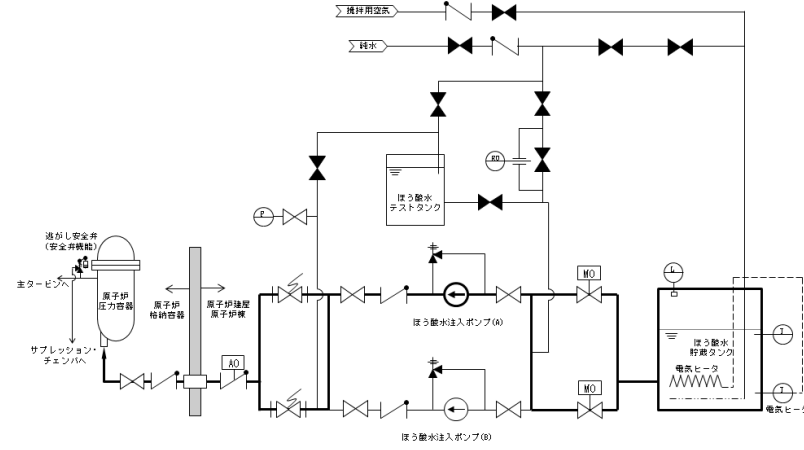 攪拌用空気
純水
RO
ほう酸水
テストタンク
P
逃がし安全弁
(安全弁機能)
主タービンへ
原子炉
圧力容器
原子炉
格納容器
原子炉建屋
原子炉棟
サプレッション・
チェンバへ
AO
MO
ほう酸水注入ポンプ(A)
L
ほう酸水
貯蔵タンク
T
電気ヒータ
MO
T
電気ヒータ
ほう酸水注入ポンプ(B)